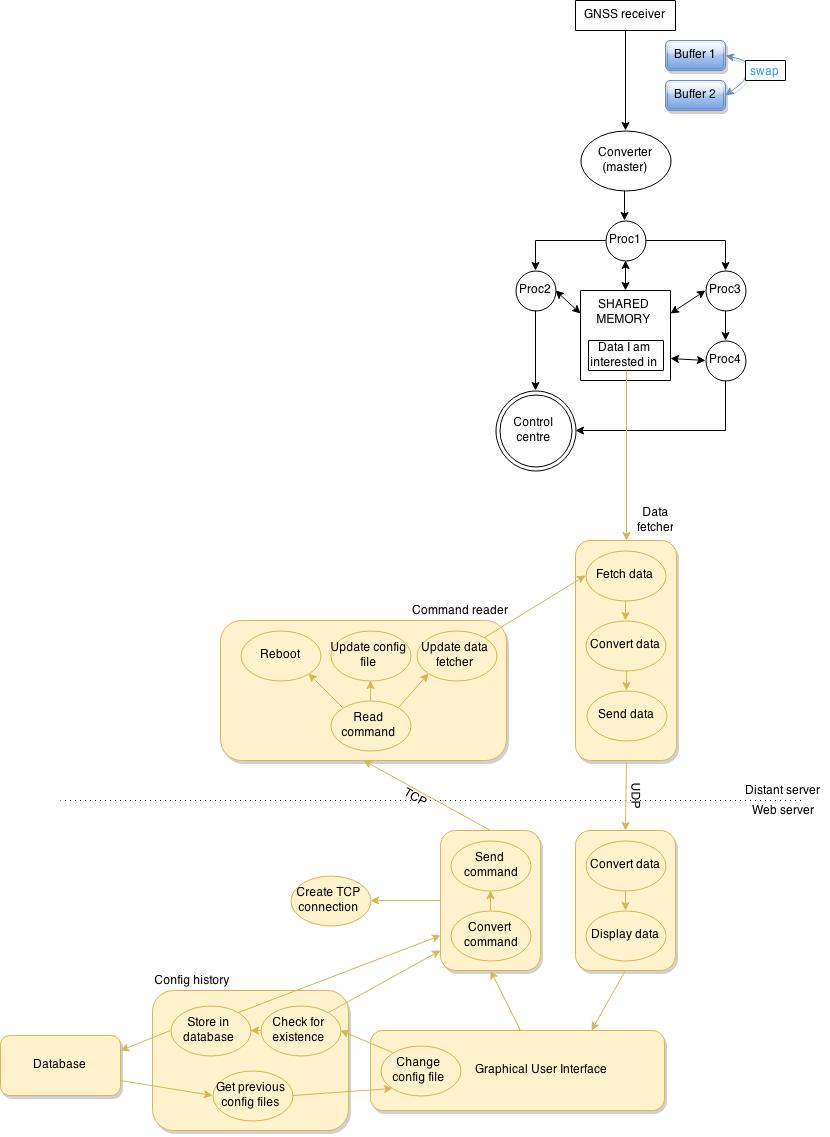 GNSS receiver
Buffer 1
swap
Buffer 2
Converter
(master)
Proc1
Proc2
Proc3
SHARED
MEMORY
Data I am
interested in
Proc4
Control
centre
Data
fetcher
Fetch data
Convert data
Send data
Command reader
Reboot
Update config
file
Update data
fetcher
Read
command
TCP
UDP
Distant server
Web server
Send
command
Convert
command
Create TCP
connection
Convert data
Display data
Config history
Store in
database
Check for
existence
Get previous
config files
Database
Change
config file
Graphical User Interface